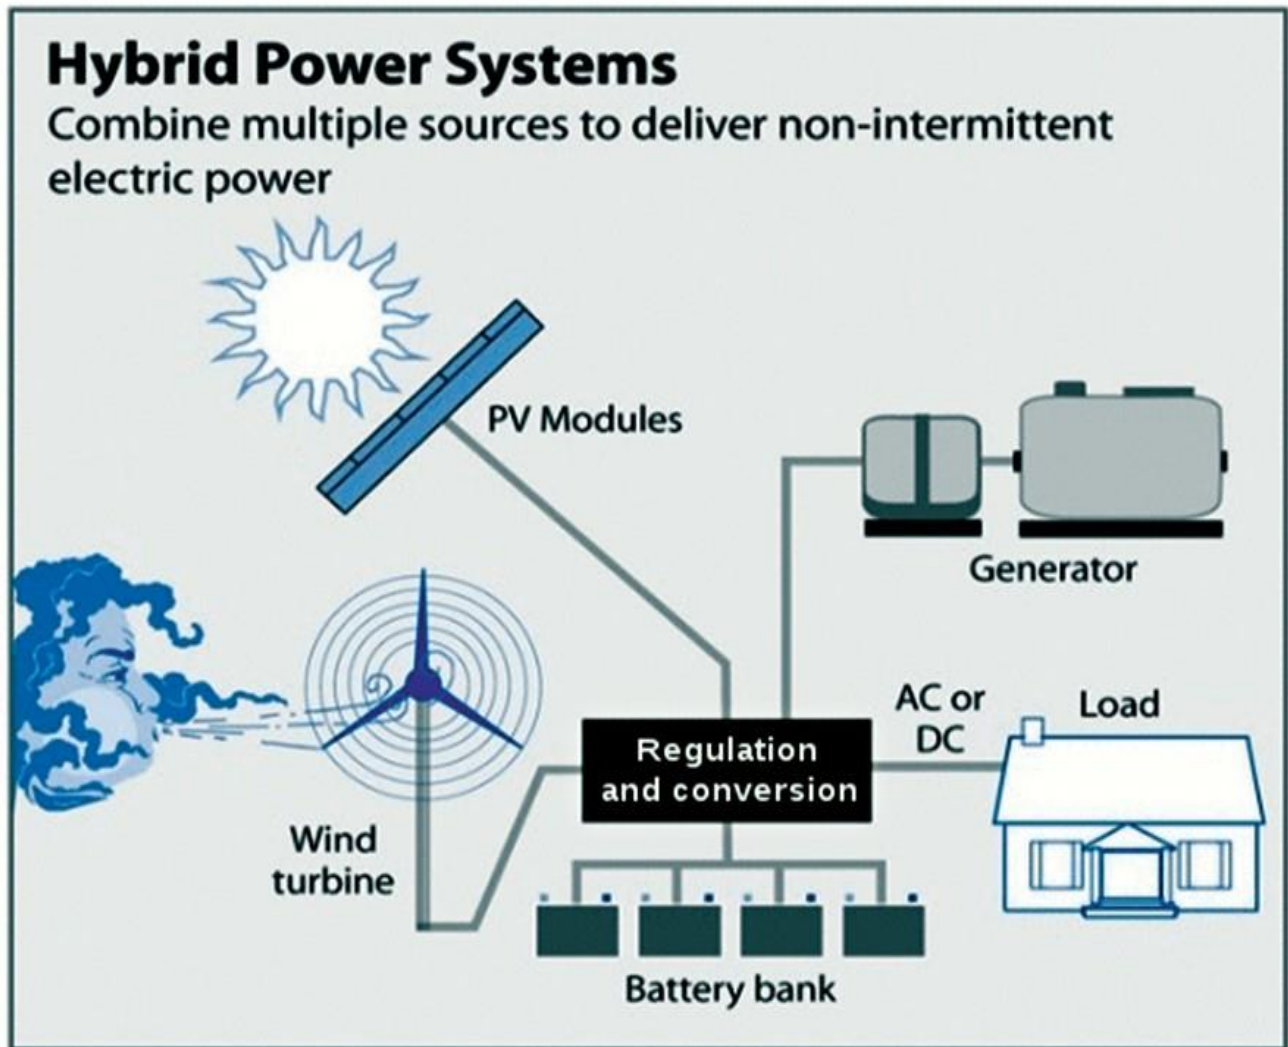 Hybrid Power Systems
Combine multiple sources to deliver non-intermittent
electric power
PV Modules
Generator
AC or
DC
Load
Regulation
and conversion
Wind
turbine
Battery bank